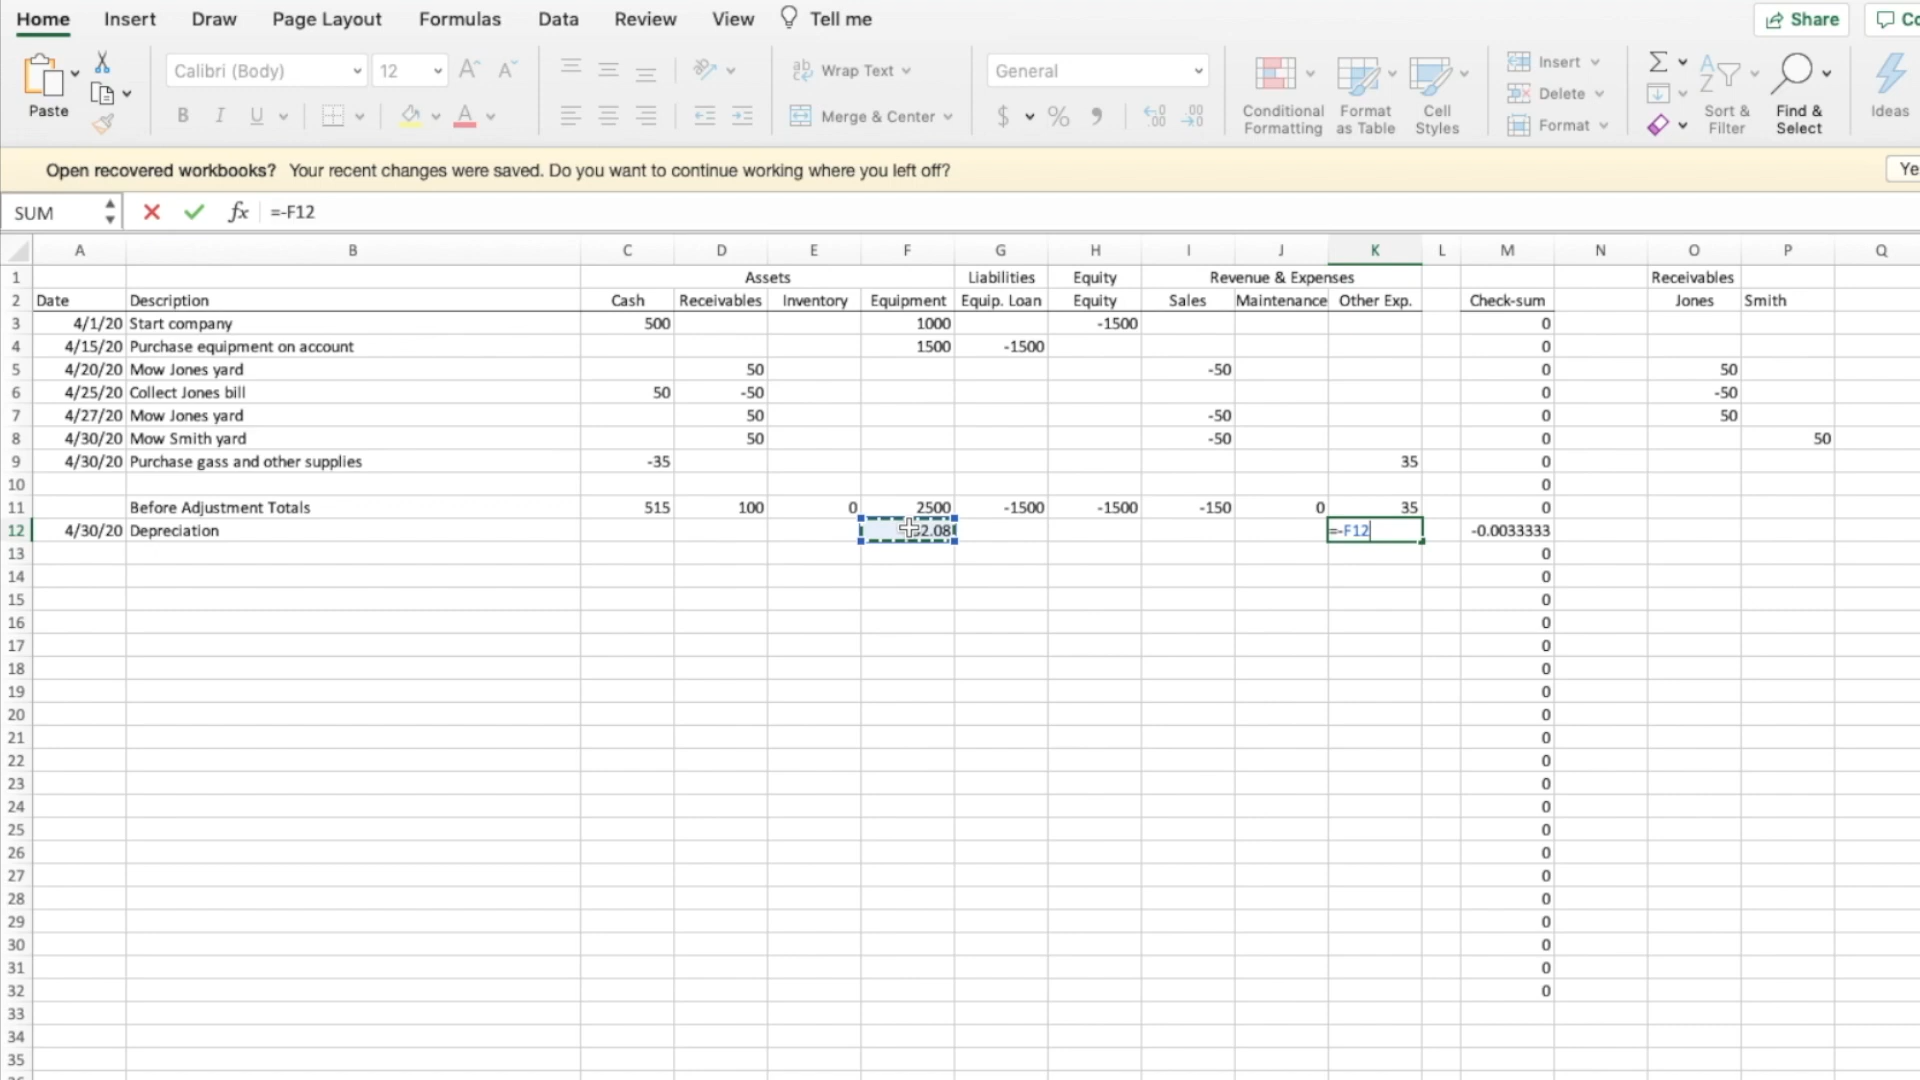 Home Insert Draw Page Layout Formulas Data Review View Tell me Share
Calibri (Body) 12 Wrap Text General Insert
Delete
Paste B I U Merge & Center $ % Conditional Formatting Format as Table Cell Styles Format Sort & Filter Find & Select Ideas
Open recovered workbooks? Your recent changes were saved. Do you want to continue working where you left off?
SUM fx =-F12
A B C D E F G H I J K L M N O P Q
1 Assets Liabilities Equity Revenue & Expenses Receivables
2 Date Description Cash Receivables Inventory Equipment Equip. Loan Equity Sales Maintenance Other Exp. Check-sum Jones Smith
3 4/1/20 Start company 500 1000 -1500 0
4 4/15/20 Purchase equipment on account 1500 -1500 0
5 4/20/20 Mow Jones yard 50 -50 0 50
6 4/25/20 Collect Jones bill 50 -50 0 -50
7 4/27/20 Mow Jones yard 50 -50 0 50
8 4/30/20 Mow Smith yard 50 -50 0 50
9 4/30/20 Purchase gass and other supplies -35 35 0
10 0
11 Before Adjustment Totals 515 100 0 2500 -1500 -1500 -150 0 35 0
12 4/30/20 Depreciation =-F12 -0.0033333
13 0
14 0
15 0
16 0
17 0
18 0
19 0
20 0
21 0
22 0
23 0
24 0
25 0
26 0
27 0
28 0
29 0
30 0
31 0
32 0
33
34
35